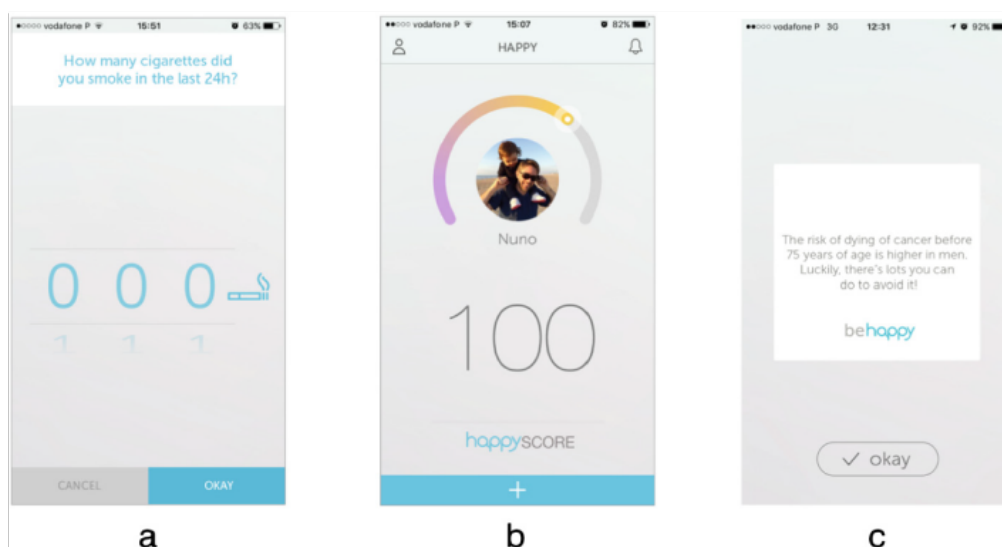 vodafone P 15:51 63%
How many cigarettes did
you smoke in the last 24h?
0 0 0
1 1 1
CANCEL OKAY
a
vodafone P 15:07 82%
HAPPY
Nuno
100
happySCORE
+
b
vodafone P 3G 12:31 92%
The risk of dying of cancer before
75 years of age is higher in men.
Luckily, there's lots you can
do to avoid it!
behappy
okay
c